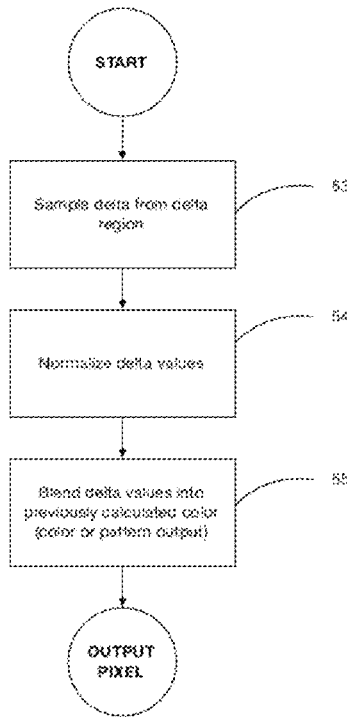 START
Sample delta from delta
region
53
Normalize delta values
54
Blend delta values into
previously calculated color
(color or pattern output)
55
OUTPUT
PIXEL